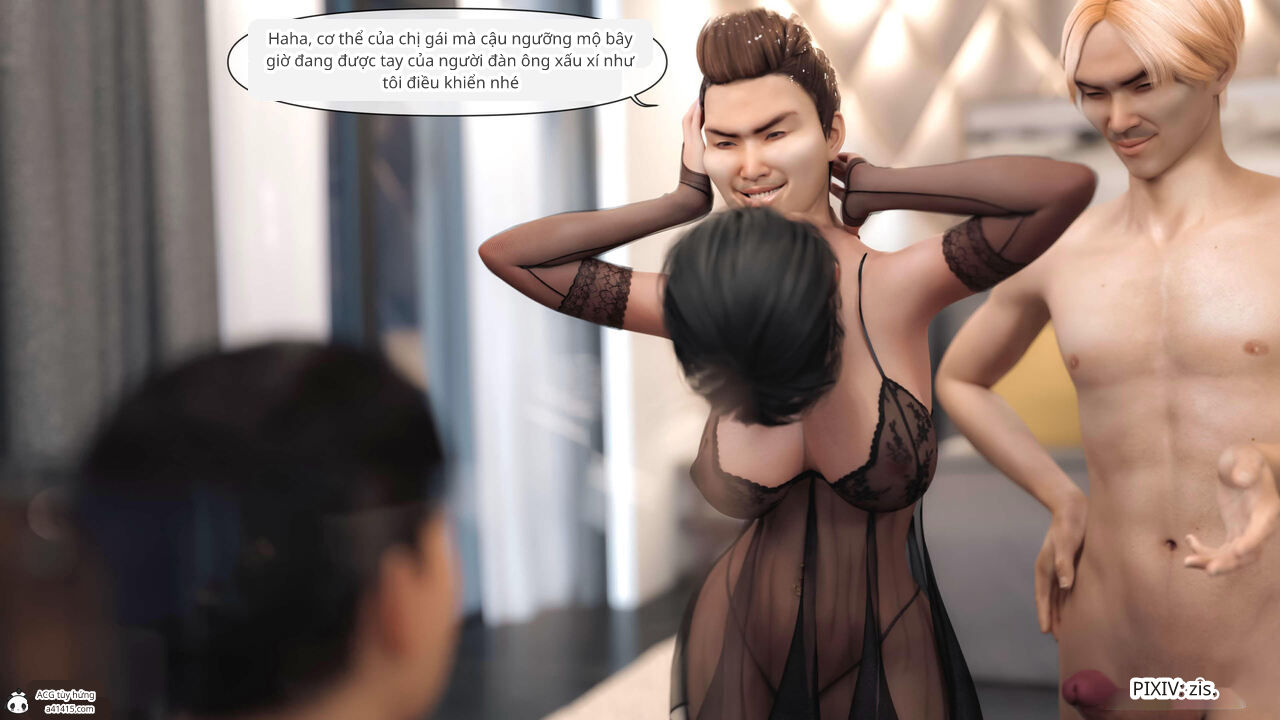 Haha, cơ thể của chị gái mà cậu ngưỡng mộ bây
giờ đang được tay của người đàn ông xấu xí như
tôi điều khiển nhé
PIXIV: zis.
ACG tùy hứng
a41415.com